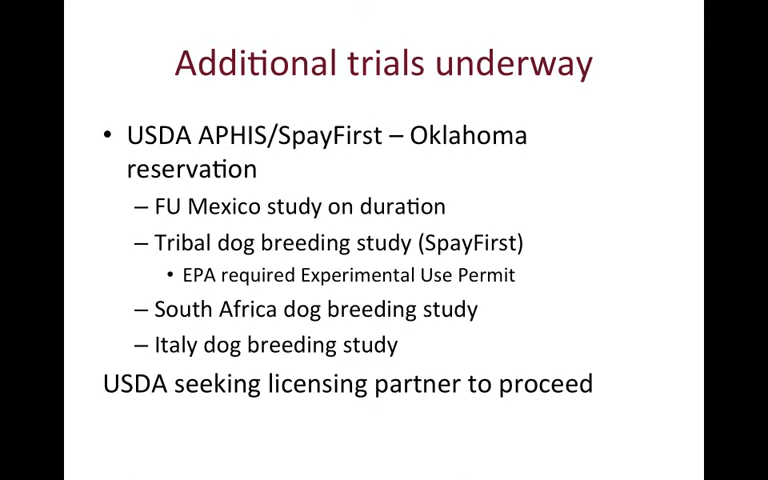 Additional trials underway
• USDA APHIS/SpayFirst – Oklahoma
reservation
– FU Mexico study on duration
– Tribal dog breeding study (SpayFirst)
• EPA required Experimental Use Permit
– South Africa dog breeding study
– Italy dog breeding study
USDA seeking licensing partner to proceed